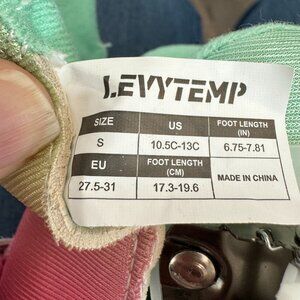 LEVYTEMP
SIZE US FOOT LENGTH (IN)
S 10.5C-13C 6.75-7.81
EU FOOT LENGTH (CM) MADE IN CHINA
27.5-31 17.3-19.6